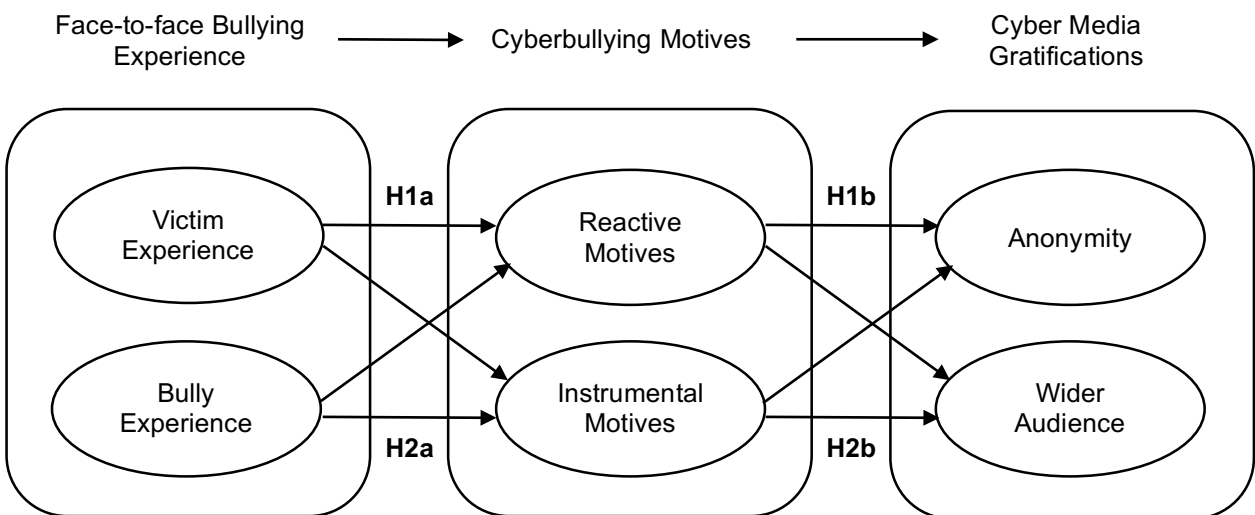 Face-to-face Bullying
Experience
Cyberbullying Motives
Cyber Media
Gratifications
H1a
H1b
Victim
Experience
Reactive
Motives
Anonymity
Bully
Experience
Instrumental
Motives
Wider
Audience
H2a
H2b